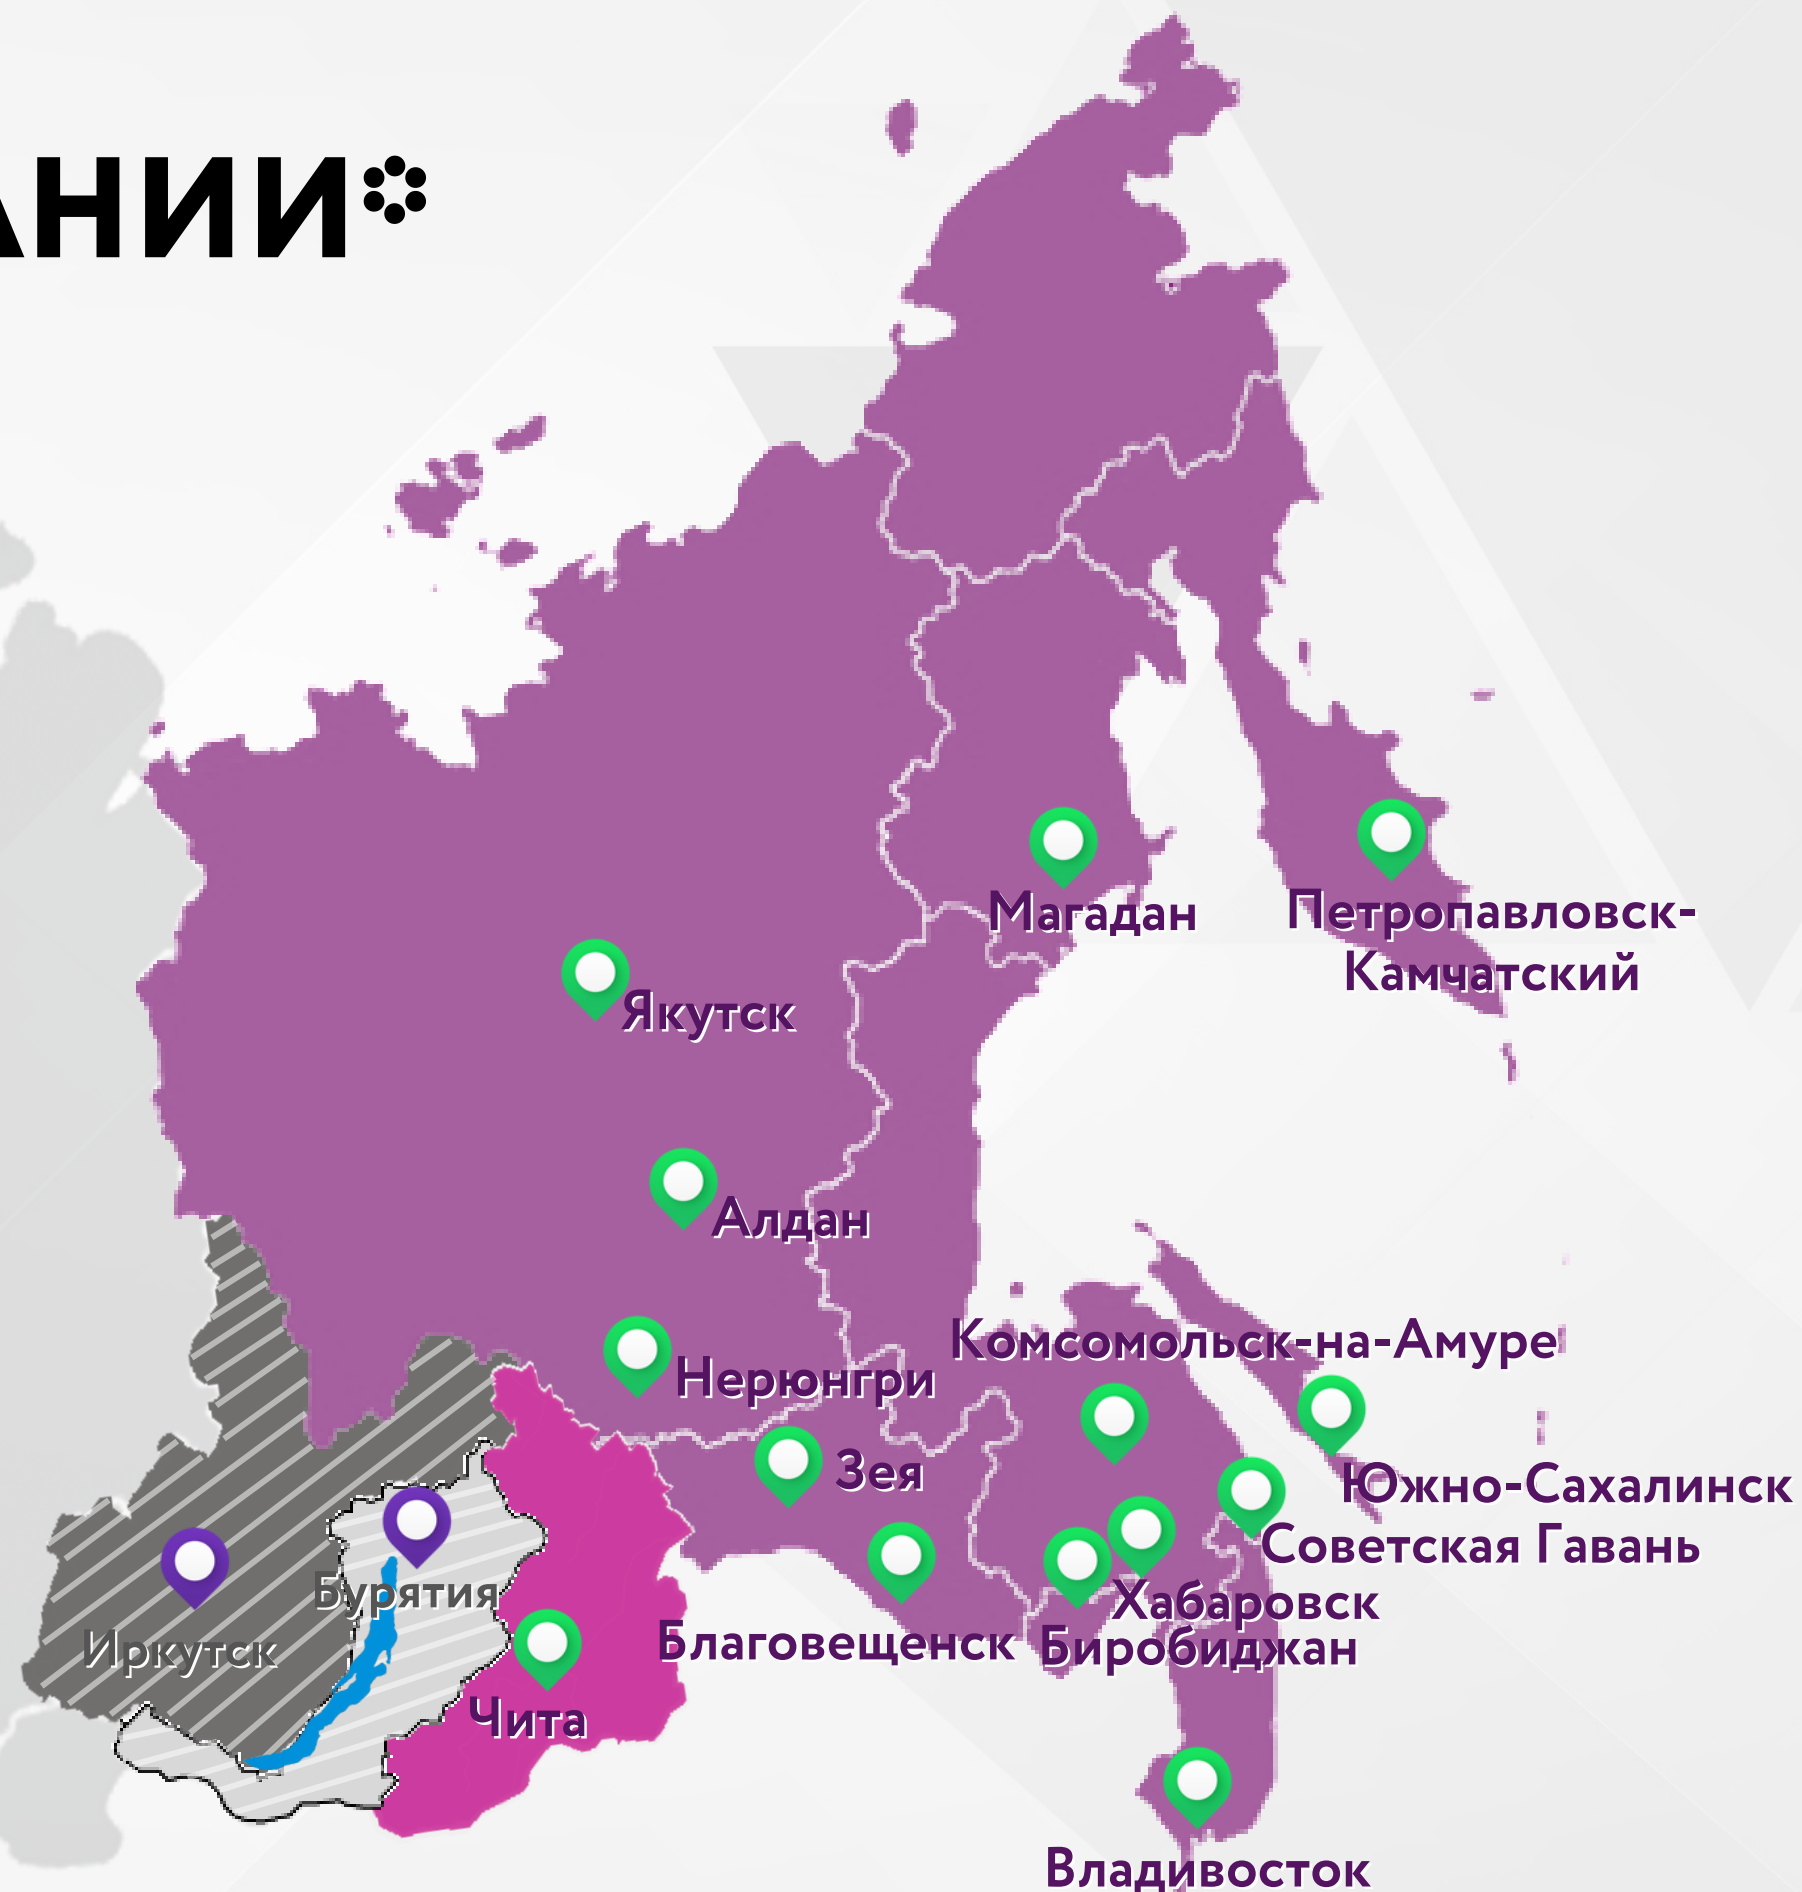 АНИИ*
Магадан
Петропавловск-
Камчатский
Якутск
Алдан
Нерюнгри
Комсомольск-на-Амуре
Зея
Южно-Сахалинск
Советская Гавань
Бурятия
Хабаровск
Иркутск
Благовещенск
Биробиджан
Чита
Владивосток